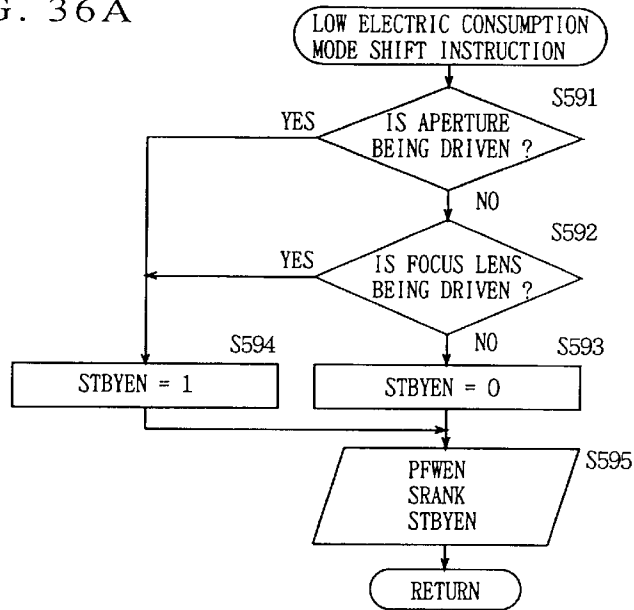 G. 36A
LOW ELECTRIC CONSUMPTION
MODE SHIFT INSTRUCTION
S591
YES
IS APERTURE
BEING DRIVEN ?
NO
S592
YES
IS FOCUS LENS
BEING DRIVEN ?
NO
S594
S593
STBYEN = 1
STBYEN = 0
S595
PFWEN
SRANK
STBYEN
RETURN